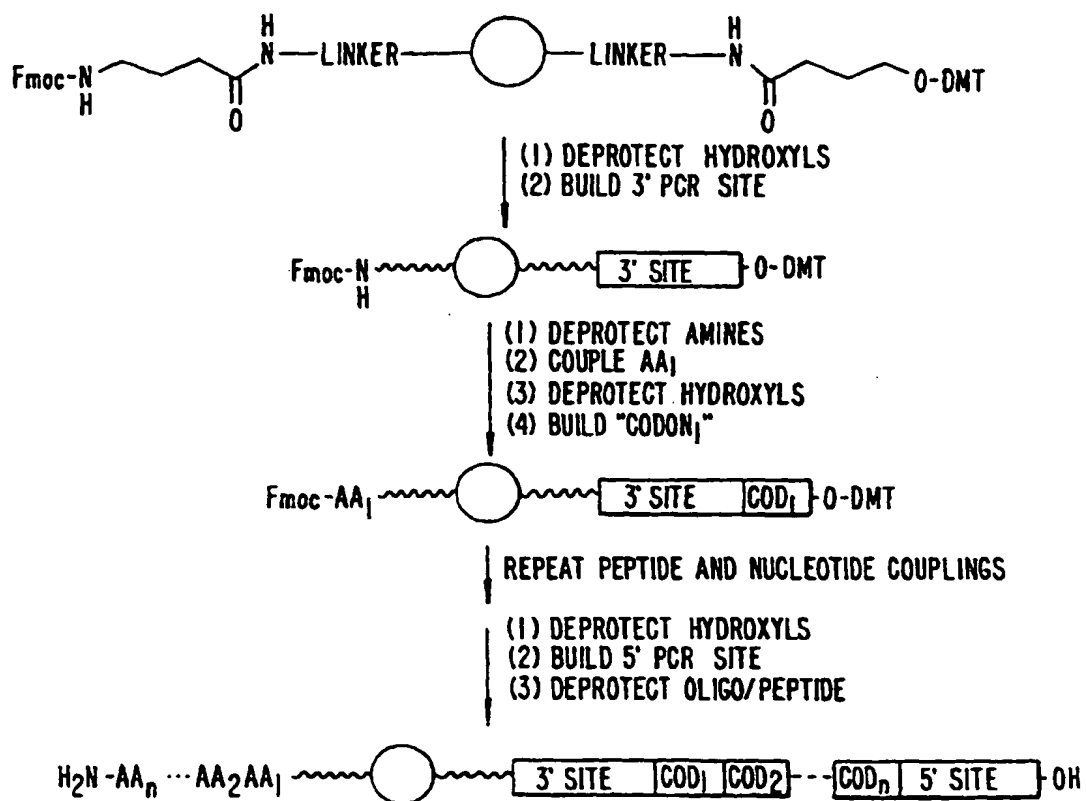 Fmoc-N H
H N LINKER LINKER N H
O O O-DMT
(1) DEPROTECT HYDROXYLS
(2) BUILD 3' PCR SITE
Fmoc-N H 3' SITE O-DMT
(1) DEPROTECT AMINES
(2) COUPLE AA1
(3) DEPROTECT HYDROXYLS
(4) BUILD "CODON1"
Fmoc-AA1 3' SITE COD1 O-DMT
REPEAT PEPTIDE AND NUCLEOTIDE COUPLINGS
(1) DEPROTECT HYDROXYLS
(2) BUILD 5' PCR SITE
(3) DEPROTECT OLIGO/PEPTIDE
H2N-AAn ... AA2AA1 3' SITE COD1 COD2 --- CODn 5' SITE OH